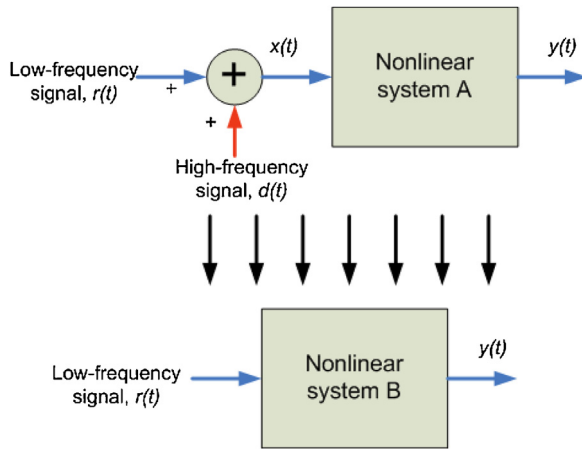 x(t)
y(t)
Low-frequency
signal, r(t)
+
+
Nonlinear
system A
+
High-frequency
signal, d(t)
Low-frequency
signal, r(t)
Nonlinear
system B
y(t)